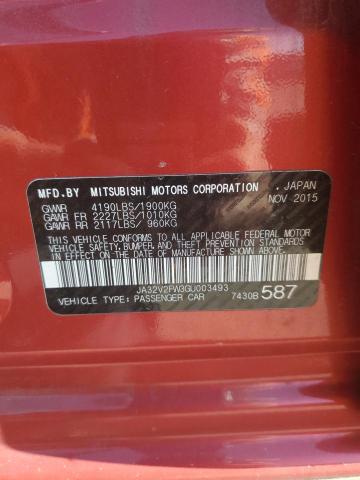 MFD.BY MITSUBISHI MOTORS CORPORATION , JAPAN
GVWR 4190LBS/1900KG NOV 2015
GAWR FR 2227LBS/1010KG
GAWR RR 2117LBS/ 960KG
THIS VEHICLE CONFORMS TO ALL APPLICABLE FEDERAL MOTOR
VEHICLE SAFETY, BUMPER, AND THEFT PREVENTION STANDARDS
IN EFFECT ON THE DATE OF MANUFACTURE SHOWN ABOVE.
JA32V2FW3GU003493
VEHICLE TYPE: PASSENGER CAR 7430B 587